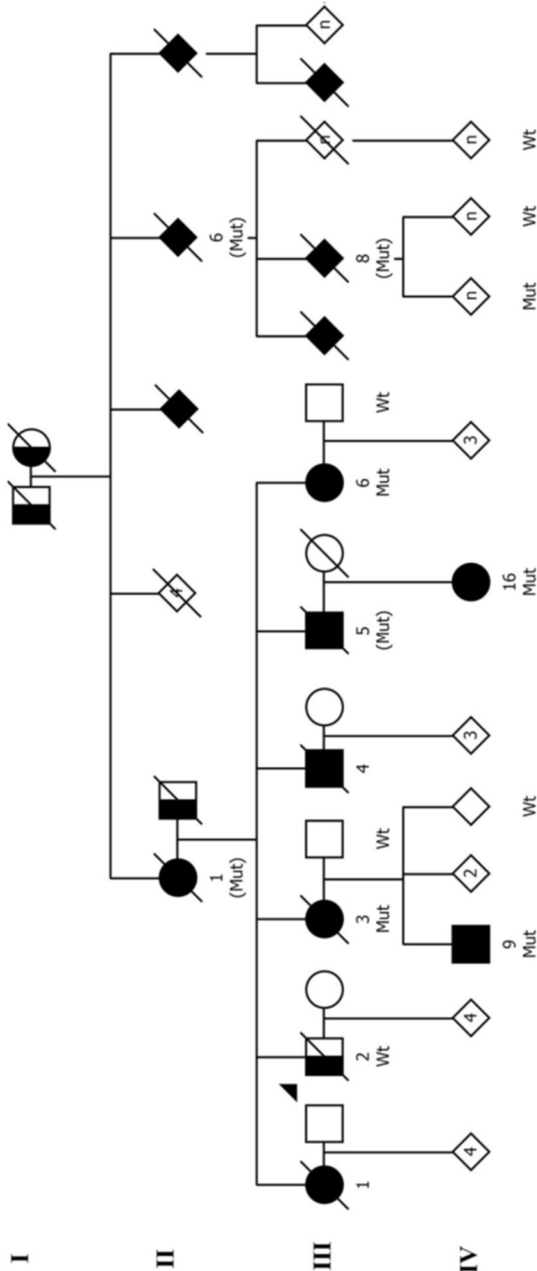 I
II 4
1 6
(Mut) (Mut)
III n n
1 2 3 4 5 6 8
Wt Mut Wt (Mut) Mut Wt (Mut)
IV 4 4 2 3 3 n n n
9 16
Mut Wt Mut Mut Wt Wt